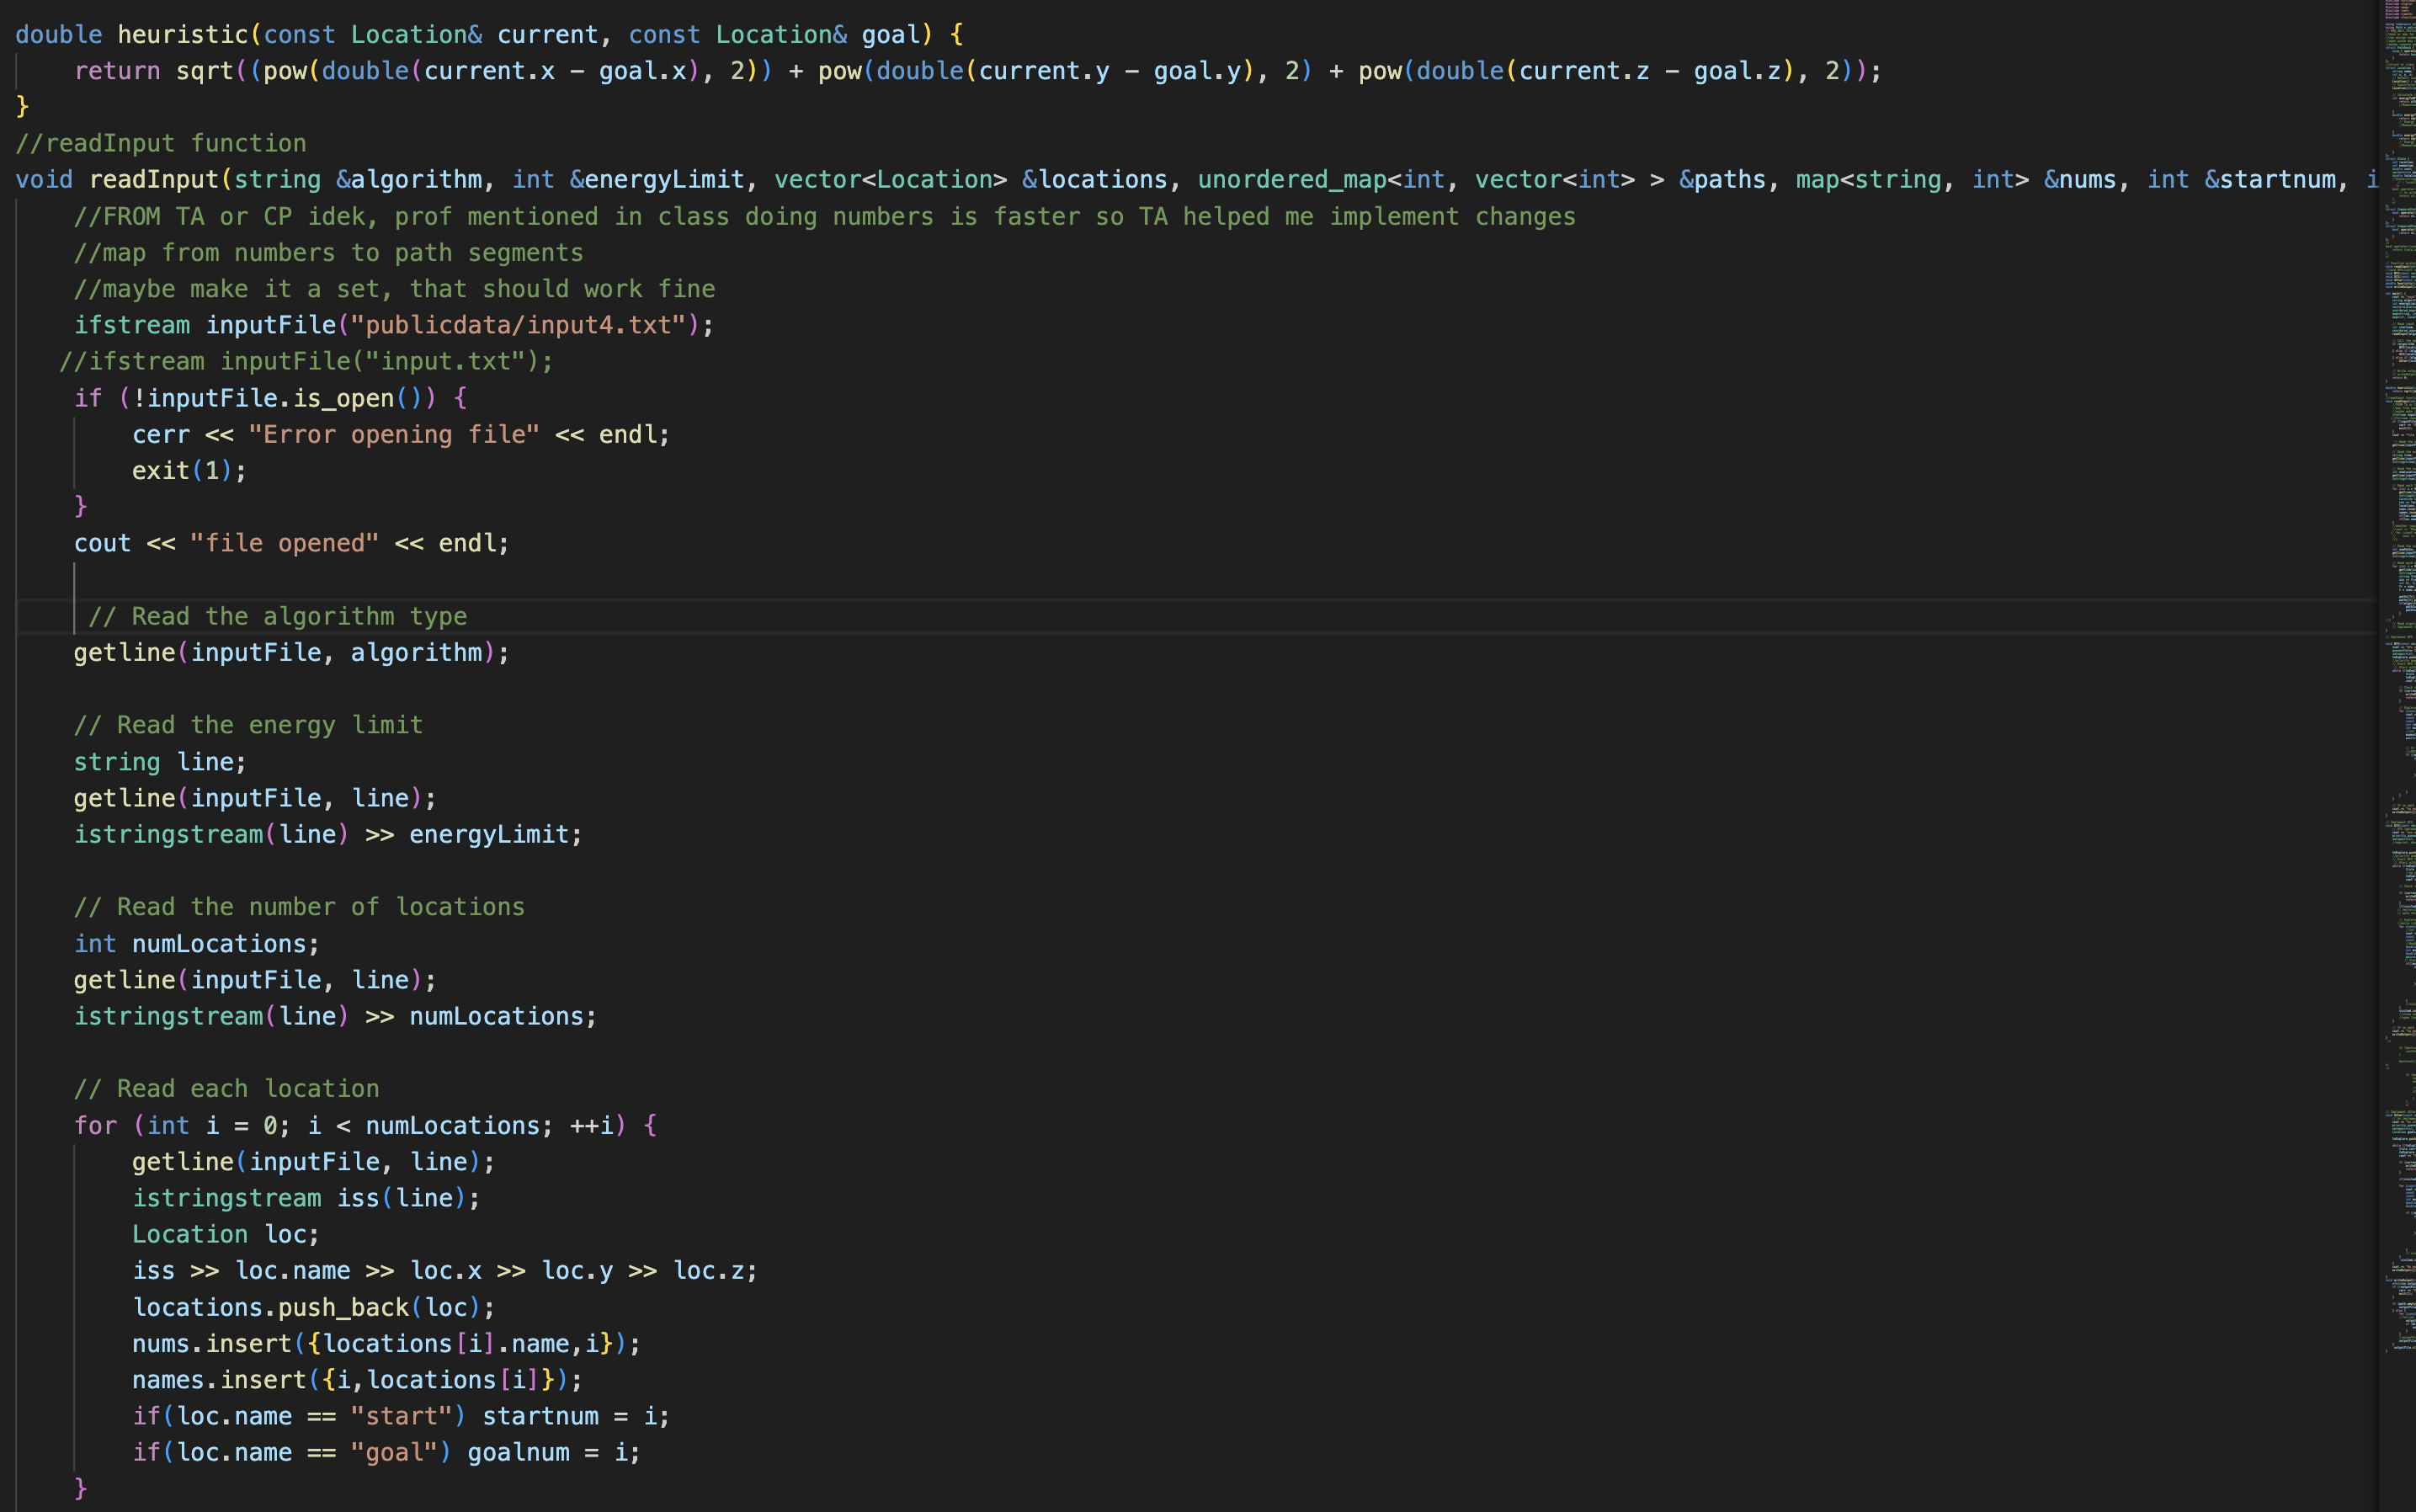 double heuristic(const Location& current, const Location& goal) {
    return sqrt((pow(double(current.x - goal.x), 2)) + pow(double(current.y - goal.y), 2) + pow(double(current.z - goal.z), 2));
}
//readInput function
void readInput(string &algorithm, int &energyLimit, vector<Location> &locations, unordered_map<int, vector<int> > &paths, map<string, int> &nums, int &startnum, i
    //FROM TA or CP idek, prof mentioned in class doing numbers is faster so TA helped me implement changes
    //map from numbers to path segments
    //maybe make it a set, that should work fine
    ifstream inputFile("publicdata/input4.txt");
   //ifstream inputFile("input.txt");
    if (!inputFile.is_open()) {
        cerr << "Error opening file" << endl;
        exit(1);
    }
    cout << "file opened" << endl;
     // Read the algorithm type
    getline(inputFile, algorithm);
    // Read the energy limit
    string line;
    getline(inputFile, line);
    istringstream(line) >> energyLimit;
    // Read the number of locations
    int numLocations;
    getline(inputFile, line);
    istringstream(line) >> numLocations;
    // Read each location
    for (int i = 0; i < numLocations; ++i) {
        getline(inputFile, line);
        istringstream iss(line);
        Location loc;
        iss >> loc.name >> loc.x >> loc.y >> loc.z;
        locations.push_back(loc);
        nums.insert({locations[i].name,i});
        names.insert({i,locations[i]});
        if(loc.name == "start") startnum = i;
        if(loc.name == "goal") goalnum = i;
    }